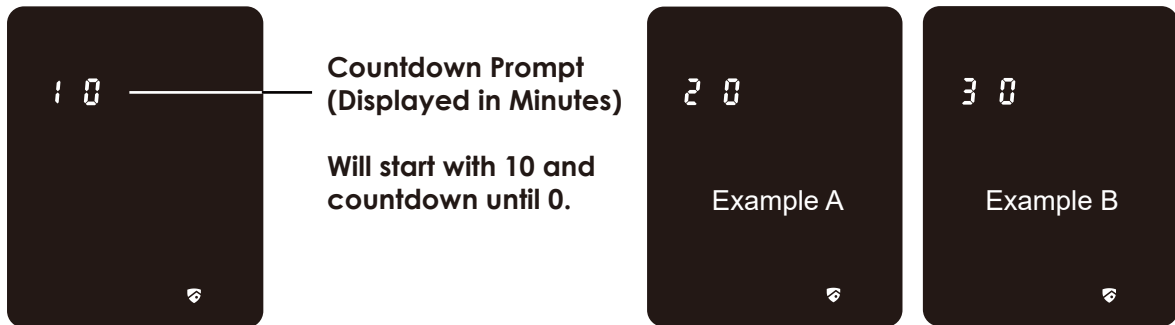 10
Countdown Prompt
(Displayed in Minutes)
Will start with 10 and
countdown until 0.
20
Example A
30
Example B